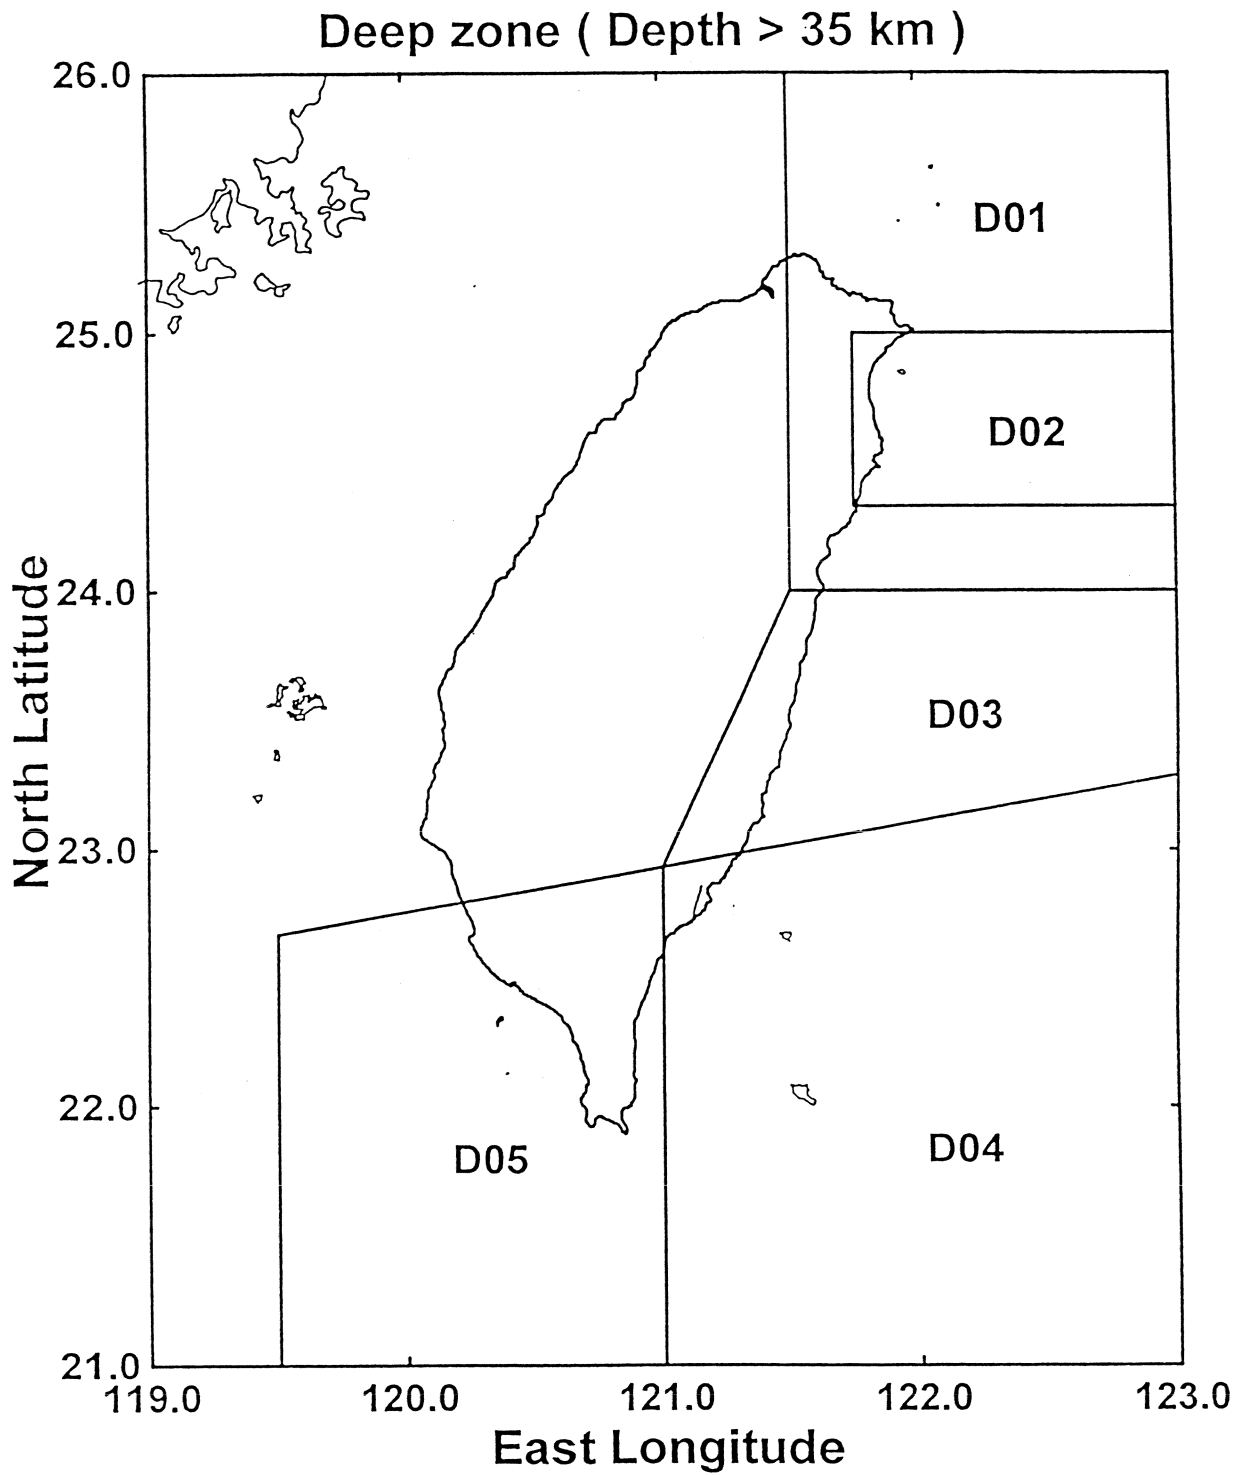 Deep zone ( Depth > 35 km )
26.0
D01
25.0
D02
24.0
North Latitude
D03
23.0
22.0
D05
D04
21.0
119.0 120.0 121.0 122.0 123.0
East Longitude